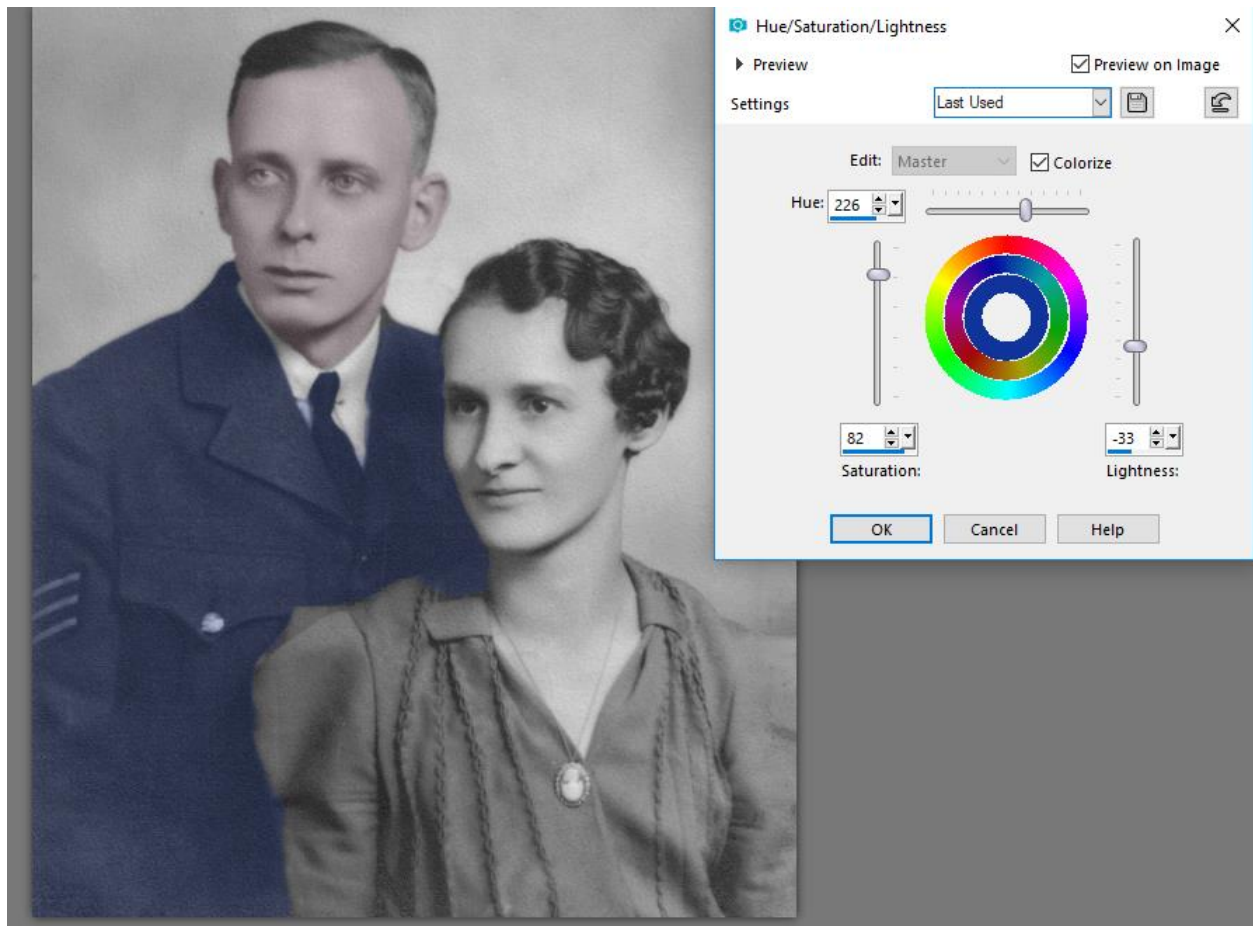 Hue/Saturation/Lightness
Preview
Preview on Image
Settings
Last Used
Edit: Master
Colorize
Hue: 226
82
-33
Saturation:
Lightness:
OK
Cancel
Help